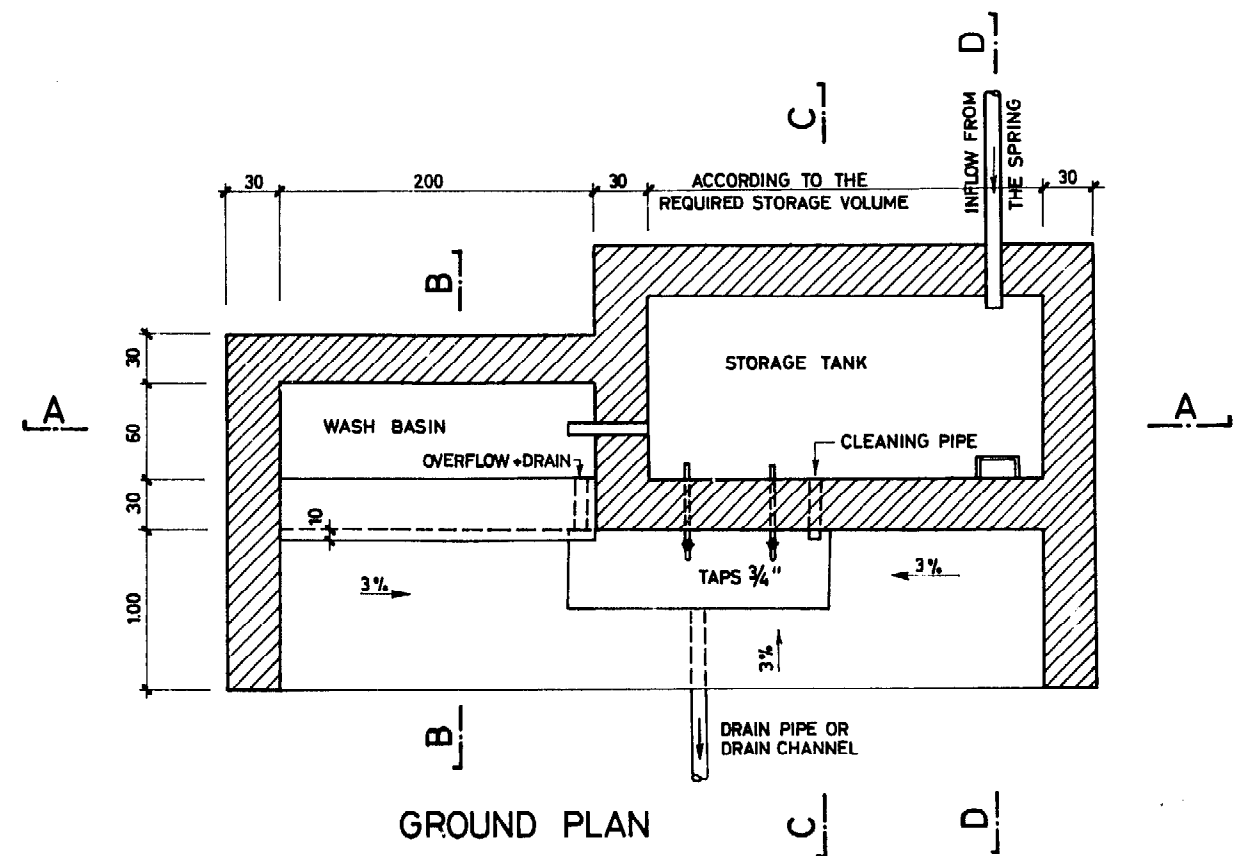 D
C
INFLOW FROM
THE SPRING
30
200
30
ACCORDING TO THE
REQUIRED STORAGE VOLUME
30
B
30
STORAGE TANK
A
60
WASH BASIN
A
CLEANING PIPE
OVERFLOW + DRAIN
30
10
TAPS 3/4"
3%
3%
1.00
3%
B
DRAIN PIPE OR
DRAIN CHANNEL
GROUND PLAN
C
D